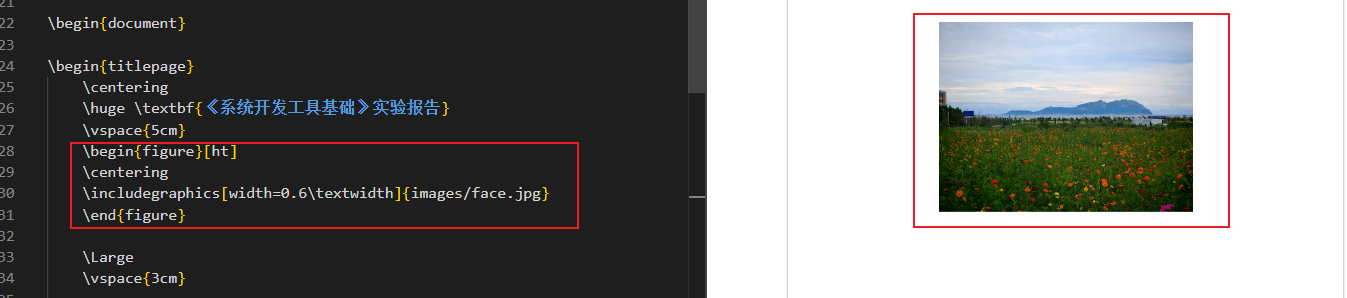 21
22 \begin{document}
23
24 \begin{titlepage}
25 \centering
26 \huge \textbf{《系统开发工具基础》实验报告}
27 \vspace{5cm}
28 \begin{figure}[ht]
29 \centering
30 \includegraphics[width=0.6\textwidth]{images/face.jpg}
31 \end{figure}
32
33 \Large
34 \vspace{3cm}